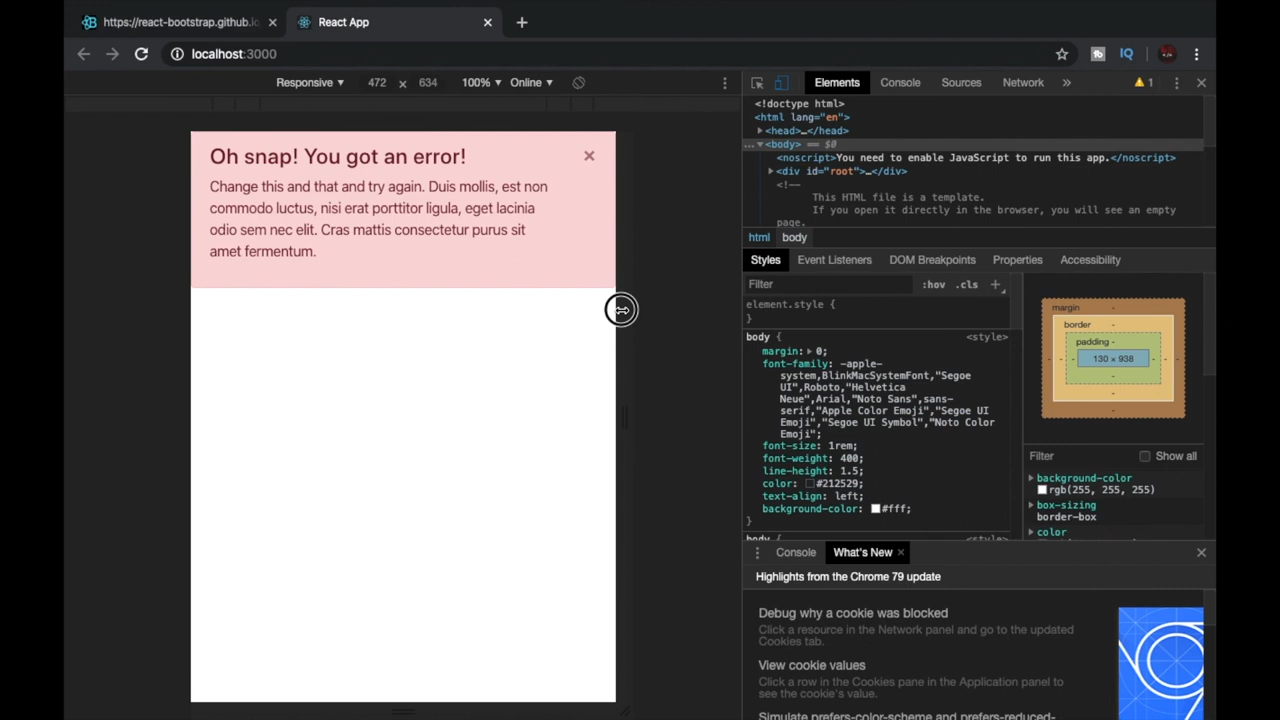 https://react-bootstrap.github.io
React App
localhost:3000
Responsive
472 × 634
100%
Online
Elements
Console
Sources
Network
1
Oh snap! You got an error!
Change this and that and try again. Duis mollis, est non
commodo luctus, nisi erat porttitor ligula, eget lacinia
odio sem nec elit. Cras mattis consectetur purus sit
amet fermentum.
<!doctype html>
<html lang="en">
<head>…</head>
…<body> == $0
<noscript>You need to enable JavaScript to run this app.</noscript>
<div id="root">…</div>
<!--
This HTML file is a template.
If you open it directly in the browser, you will see an empty
page.
html body
Styles
Event Listeners
DOM Breakpoints
Properties
Accessibility
Filter
:hov .cls +
element.style {
}
body {
<style>
margin: 0;
font-family: -apple-
system,BlinkMacSystemFont,"Segoe
UI",Roboto,"Helvetica
Neue",Arial,"Noto Sans",sans-
serif,"Apple Color Emoji","Segoe UI
Emoji","Segoe UI Symbol","Noto Color
Emoji";
font-size: 1rem;
font-weight: 400;
line-height: 1.5;
color: #212529;
text-align: left;
background-color: #fff;
}
body {
<style>
margin -
border -
padding -
130 × 938
Filter
Show all
background-color
rgb(255, 255, 255)
box-sizing
border-box
color
Console
What's New
Highlights from the Chrome 79 update
Debug why a cookie was blocked
Click a resource in the Network panel and go to the updated
Cookies tab.
View cookie values
Click a row in the Cookies pane in the Application panel to
see the cookie's value.
Simulate prefers-color-scheme and prefers-reduced-